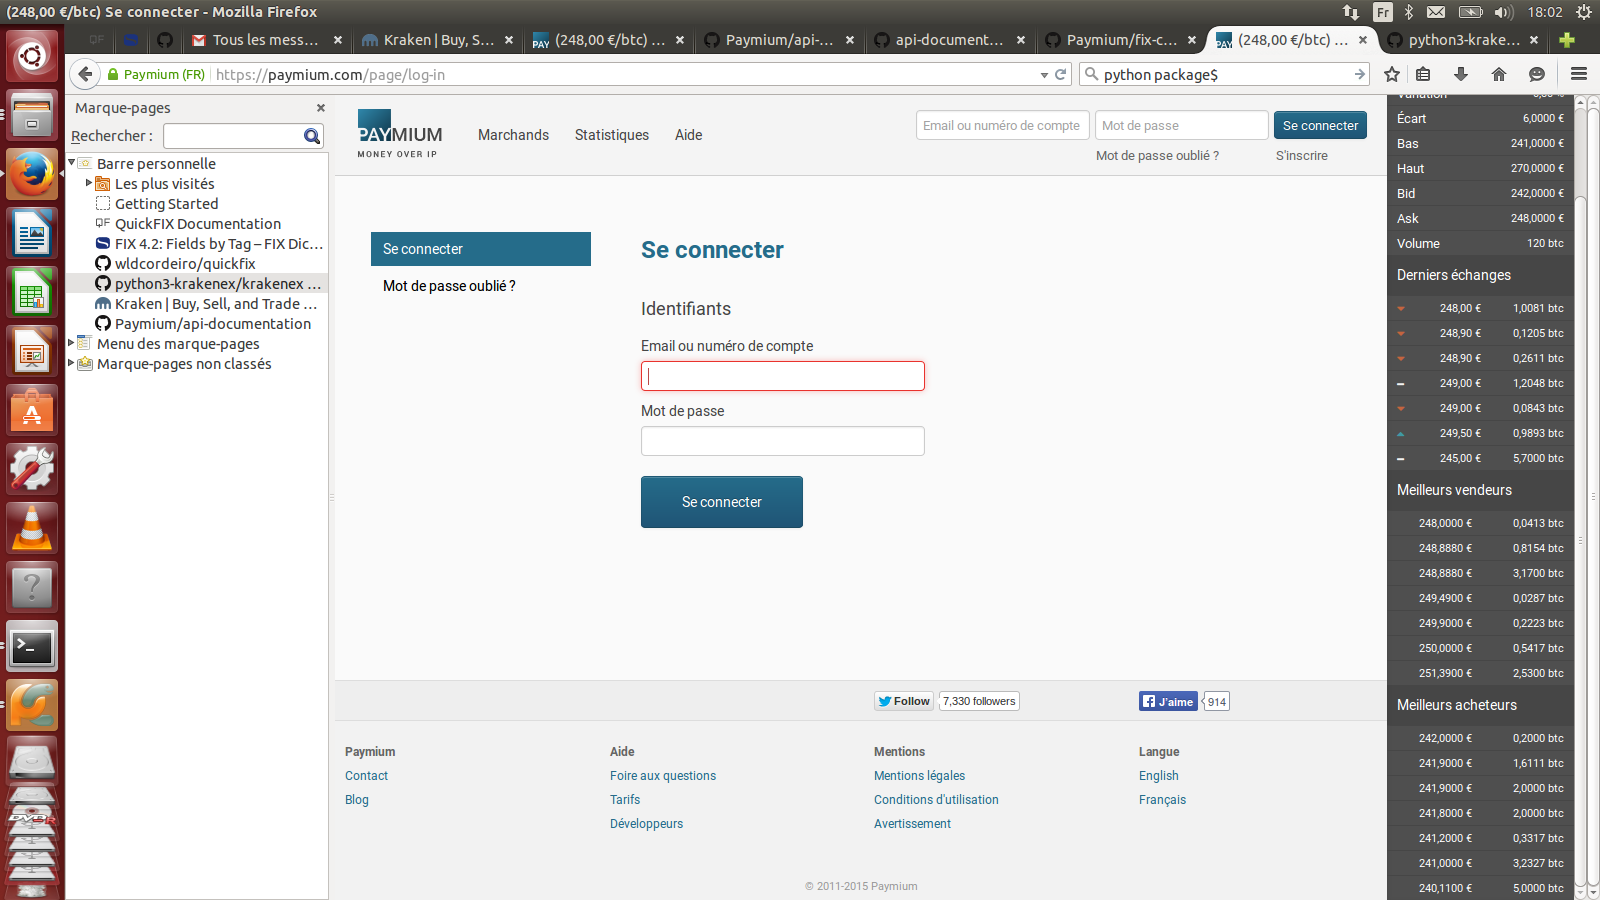 (248,00 €/btc) Se connecter - Mozilla Firefox
Fr
18:02
QF
Tous les mess...
Kraken | Buy, S...
PAY
(248,00 €/btc) ...
Paymium/api-...
api-document...
Paymium/fix-c...
PAY
(248,00 €/btc) ...
python3-krake...
Paymium (FR)
https://paymium.com/page/log-in
python package$
Marque-pages
Rechercher :
Barre personnelle
Les plus visités
Getting Started
QF
QuickFIX Documentation
FIX 4.2: Fields by Tag – FIX Dic...
wldcordeiro/quickfix
python3-krakenex/krakenex ...
Kraken | Buy, Sell, and Trade ...
Paymium/api-documentation
Menu des marque-pages
Marque-pages non classés
PAYMIUM
MONEY OVER IP
Marchands
Statistiques
Aide
Email ou numéro de compte
Mot de passe
Se connecter
Mot de passe oublié ?
S'inscrire
Se connecter
Mot de passe oublié ?
Se connecter
Identifiants
Email ou numéro de compte
Mot de passe
Se connecter
Follow
7,330 followers
J'aime
914
Paymium
Contact
Blog
Aide
Foire aux questions
Tarifs
Développeurs
Mentions
Mentions légales
Conditions d'utilisation
Avertissement
Langue
English
Français
© 2011-2015 Paymium
Variation
Écart 6,0000 €
Bas 241,0000 €
Haut 270,0000 €
Bid 242,0000 €
Ask 248,0000 €
Volume 120 btc
Derniers échanges
248,00 € 1,0081 btc
248,90 € 0,1205 btc
248,90 € 0,2611 btc
249,00 € 1,2048 btc
249,00 € 0,0843 btc
249,50 € 0,9893 btc
245,00 € 5,7000 btc
Meilleurs vendeurs
248,0000 € 0,0413 btc
248,8880 € 0,8154 btc
248,8880 € 3,1700 btc
249,4900 € 0,0287 btc
249,9000 € 0,2223 btc
250,0000 € 0,5417 btc
251,3900 € 2,5300 btc
Meilleurs acheteurs
242,0000 € 0,2000 btc
241,9000 € 1,6111 btc
241,9000 € 2,0000 btc
241,8000 € 2,0000 btc
241,2000 € 0,3317 btc
241,0000 € 3,2327 btc
240,1100 € 5,0000 btc